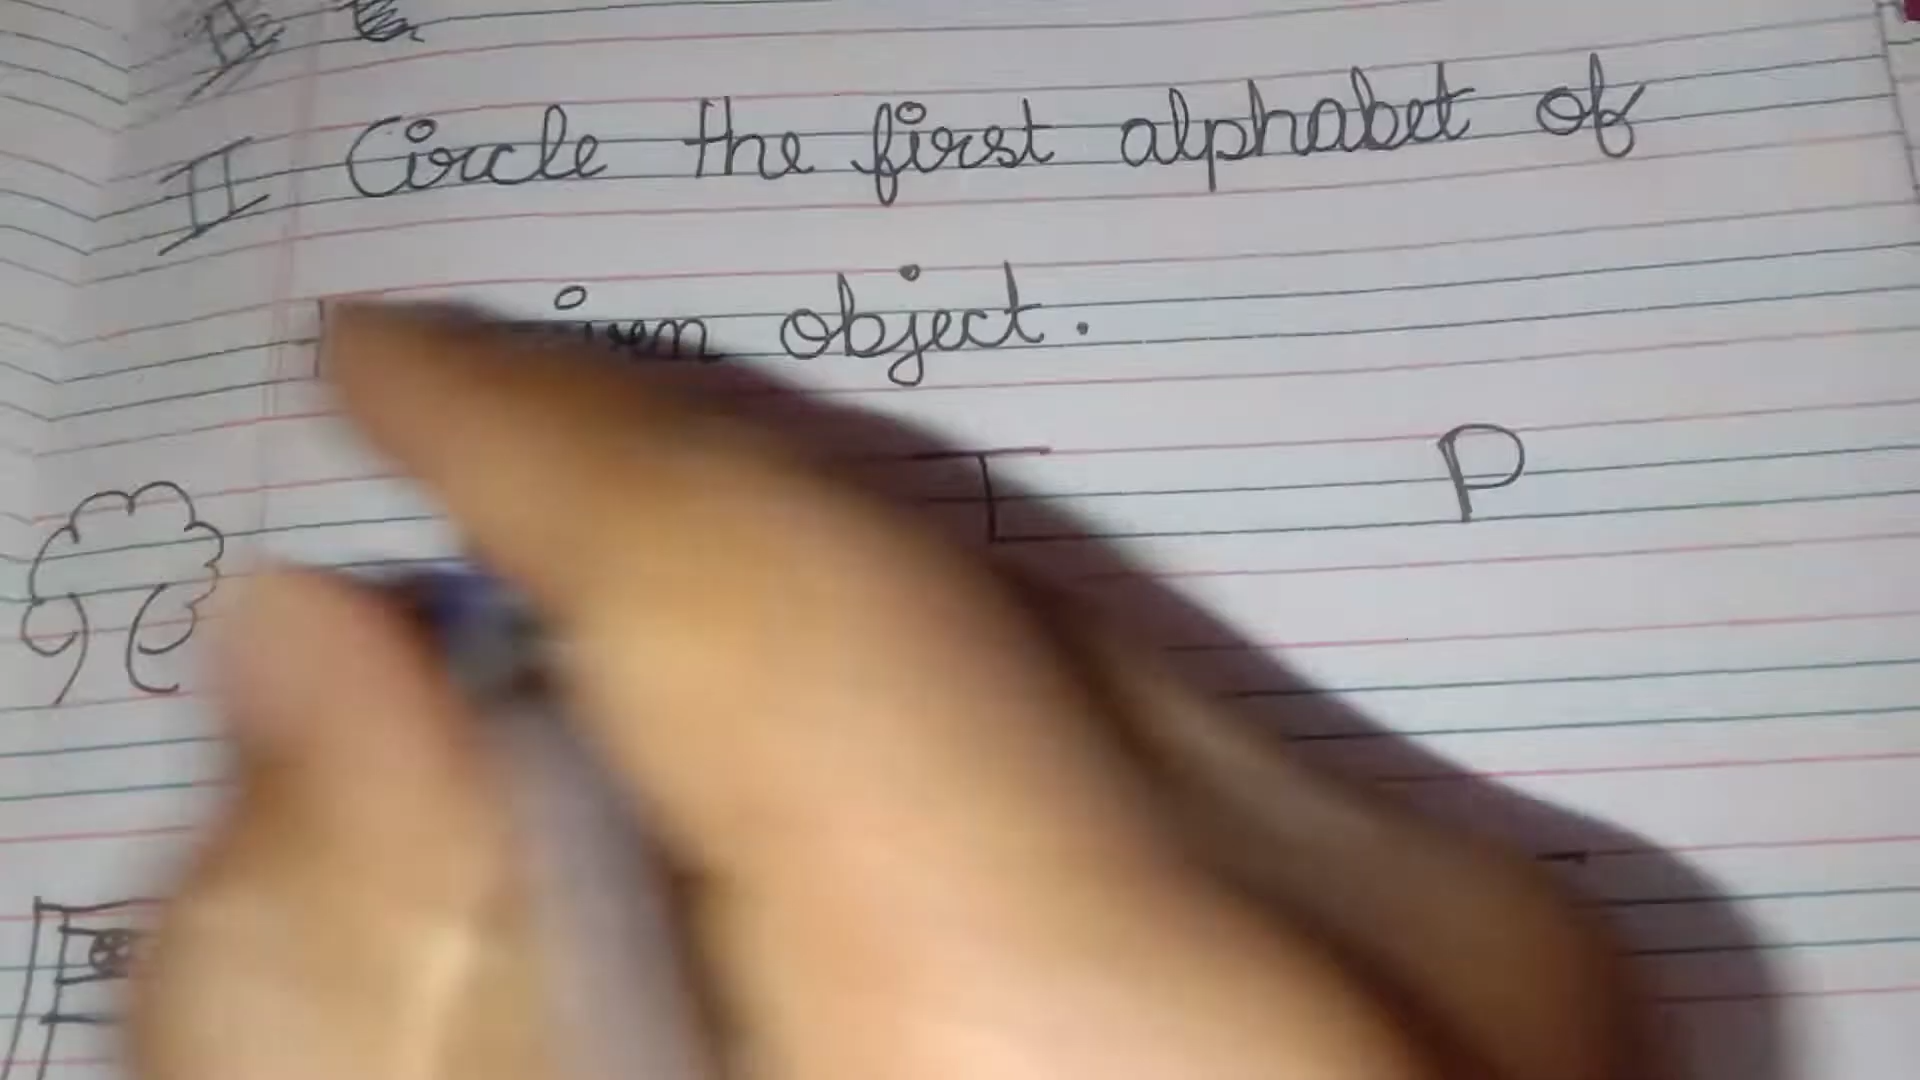 II Circle the first alphabet of
object.
T P